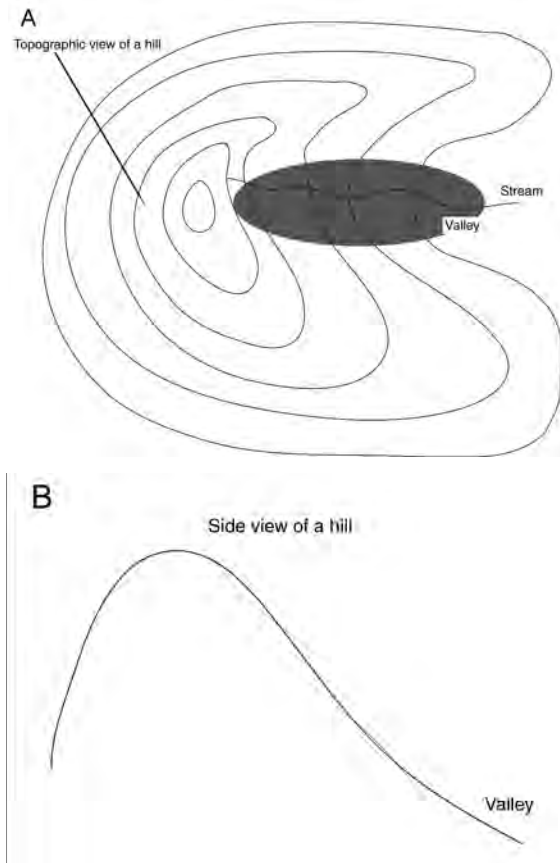 A
Topographic view of a hill
Stream
Valley
B
Side view of a hill
Valley